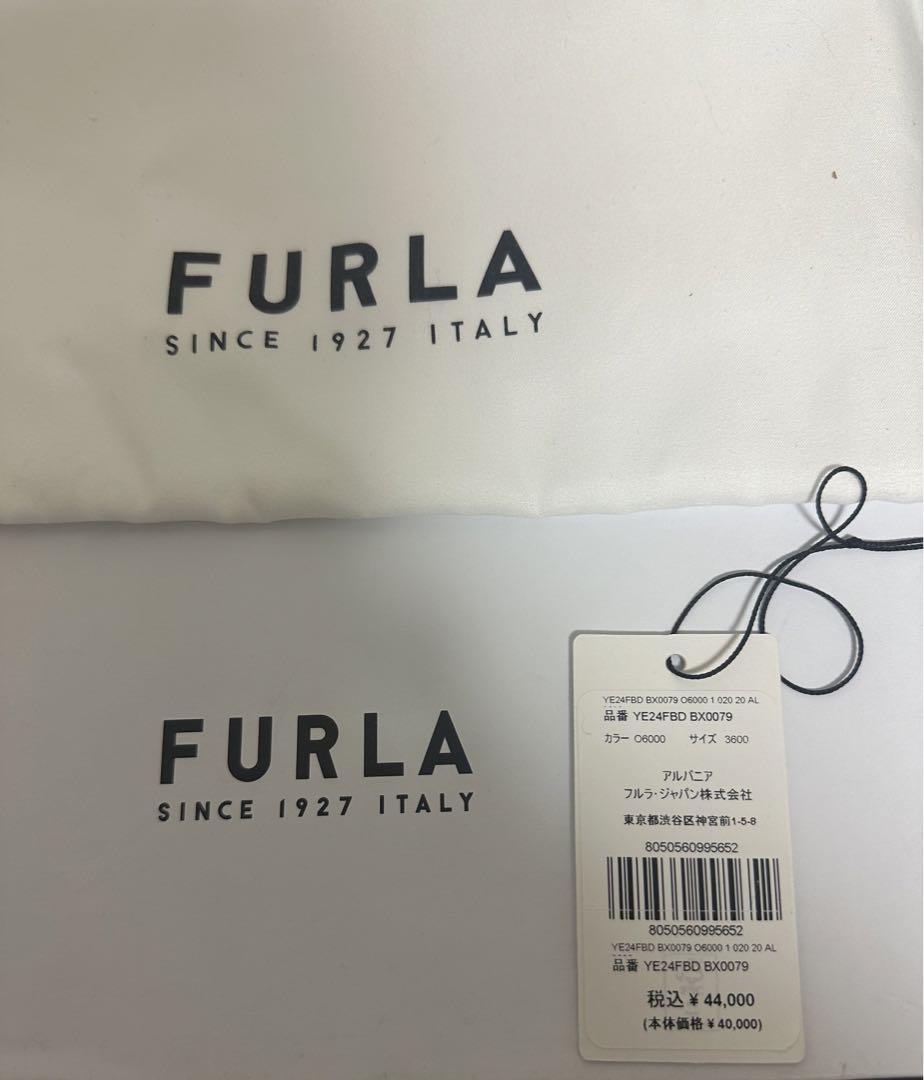 FURLA
SINCE 1927 ITALY
FURLA
SINCE 1927 ITALY
YE24FBD BX0079 O6000 1 020 20 AL
品番 YE24FBD BX0079
カラー O6000 サイズ 3600
アルバニア
フルラ・ジャパン株式会社
東京都渋谷区神宮前1-5-8
8050560995652
8050560995652
YE24FBD BX0079 O6000 1 020 20 AL
品番 YE24FBD BX0079
税込 ¥ 44,000
(本体価格 ¥ 40,000)